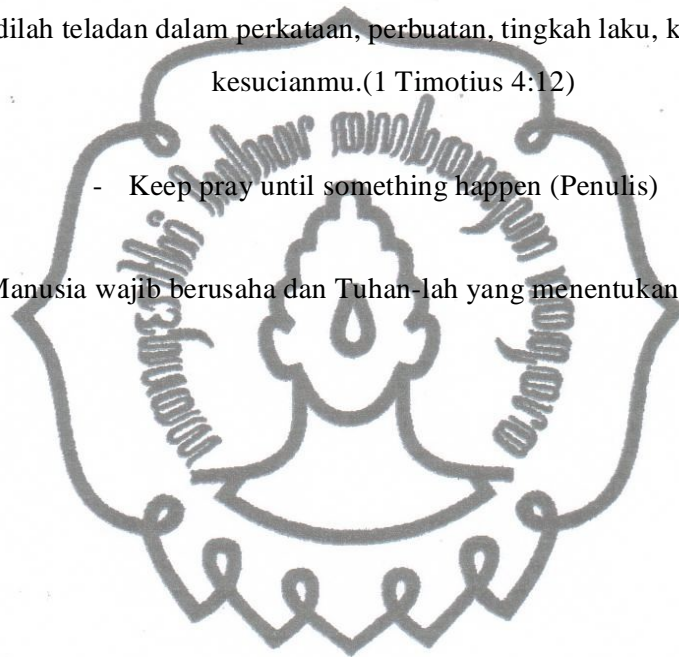 dilah teladan dalam perkataan, perbuatan, tingkah laku, k
kesucianmu.(1 Timotius 4:12)
- Keep pray until something happen (Penulis)
Manusia wajib berusaha dan Tuhan-lah yang menentukan